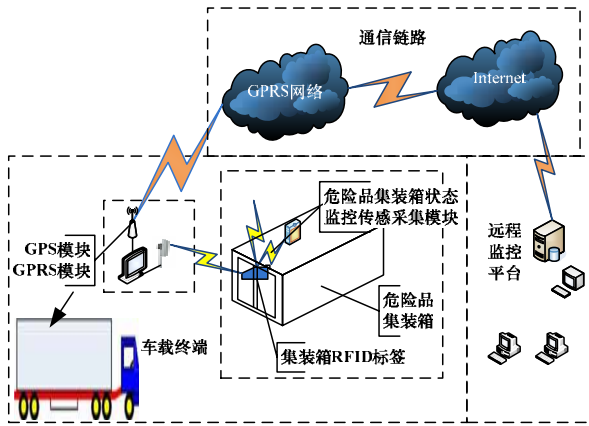 通信链路
GPRS网络
Internet
危险品集装箱状态
监控传感采集模块
GPS模块
GPRS模块
远程
监控
平台
危险品
集装箱
车载终端
集装箱RFID标签